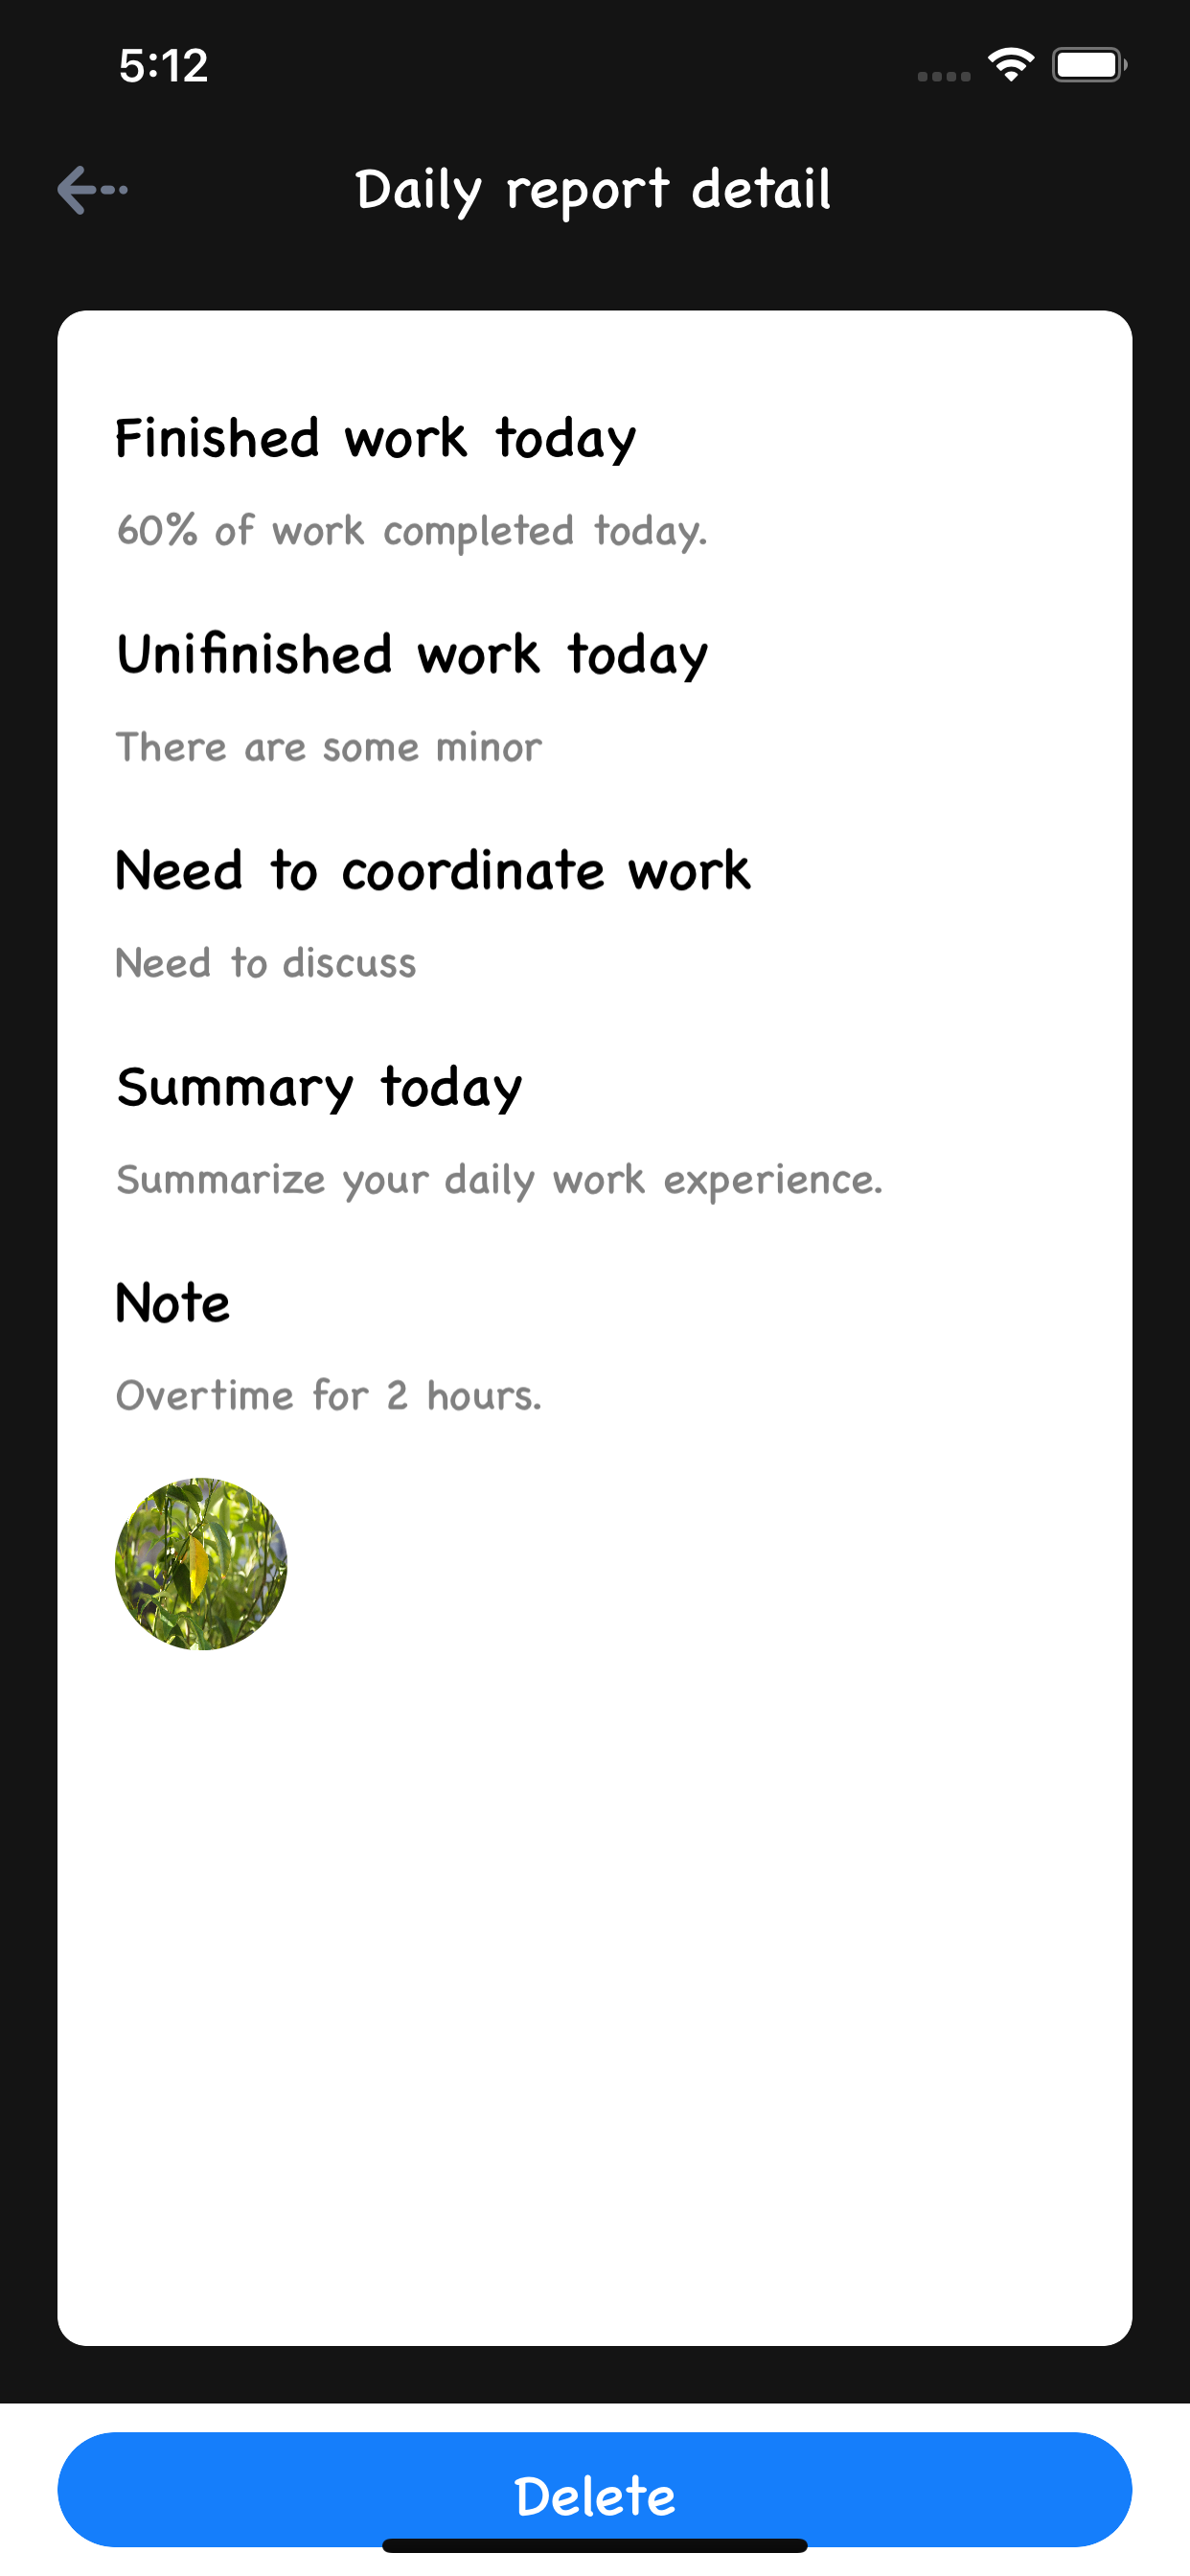 5:12
Daily report detail
Finished work today
60% of work completed today.
Unifinished work today
There are some minor
Need to coordinate work
Need to discuss
Summary today
Summarize your daily work experience.
Note
Overtime for 2 hours.
Delete